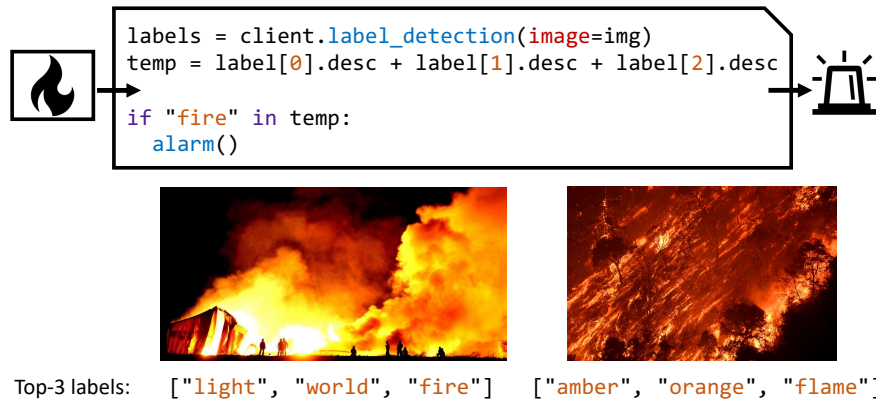 labels = client.label_detection(image=img)
temp = label[0].desc + label[1].desc + label[2].desc
if "fire" in temp:
  alarm()
Top-3 labels: ["light", "world", "fire"] ["amber", "orange", "flame"]